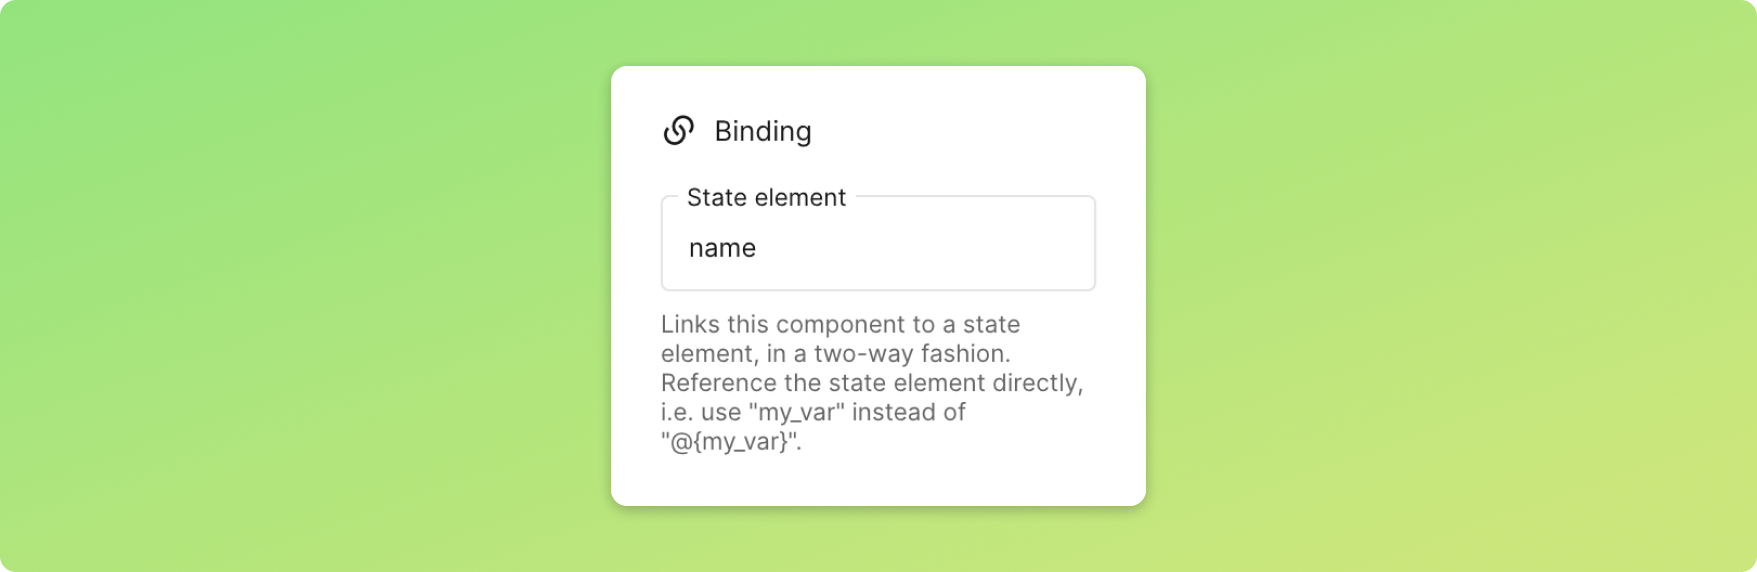 Binding
State element
name
Links this component to a state
element, in a two-way fashion.
Reference the state element directly,
i.e. use "my_var" instead of
"@{my_var}".